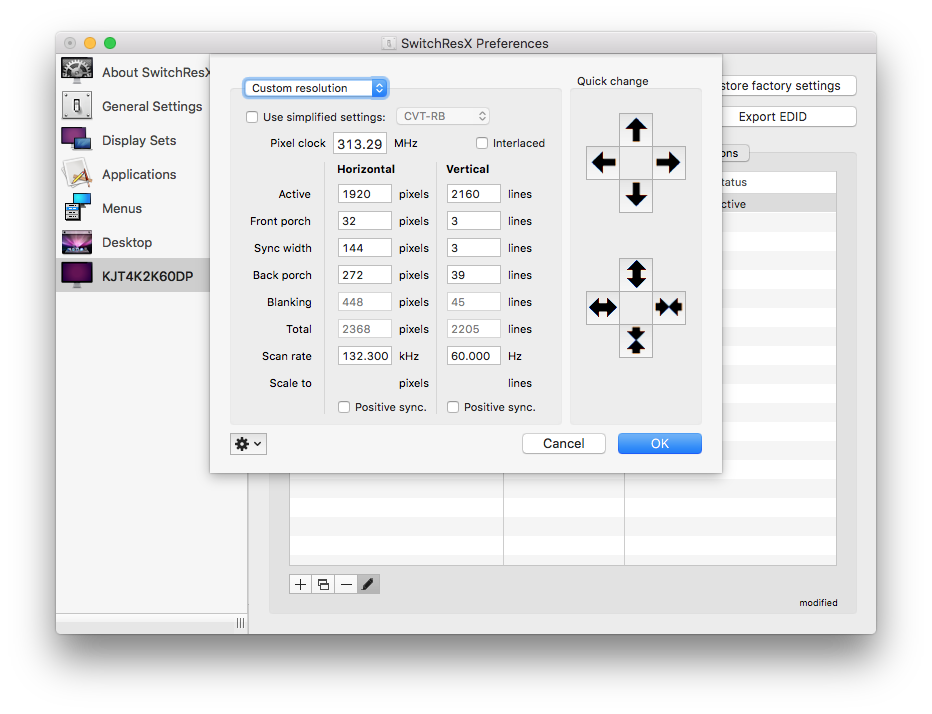 SwitchResX Preferences
About SwitchResX
General Settings
Display Sets
Applications
Menus
Desktop
KJT4K2K60DP
Custom resolution
Quick change
Use simplified settings: CVT-RB
Pixel clock 313.29 MHz Interlaced
Horizontal Vertical
Active 1920 pixels 2160 lines
Front porch 32 pixels 3 lines
Sync width 144 pixels 3 lines
Back porch 272 pixels 39 lines
Blanking 448 pixels 45 lines
Total 2368 pixels 2205 lines
Scan rate 132.300 kHz 60.000 Hz
Scale to pixels lines
Positive sync. Positive sync.
Cancel OK
store factory settings
Export EDID
ons
tatus
ctive
modified